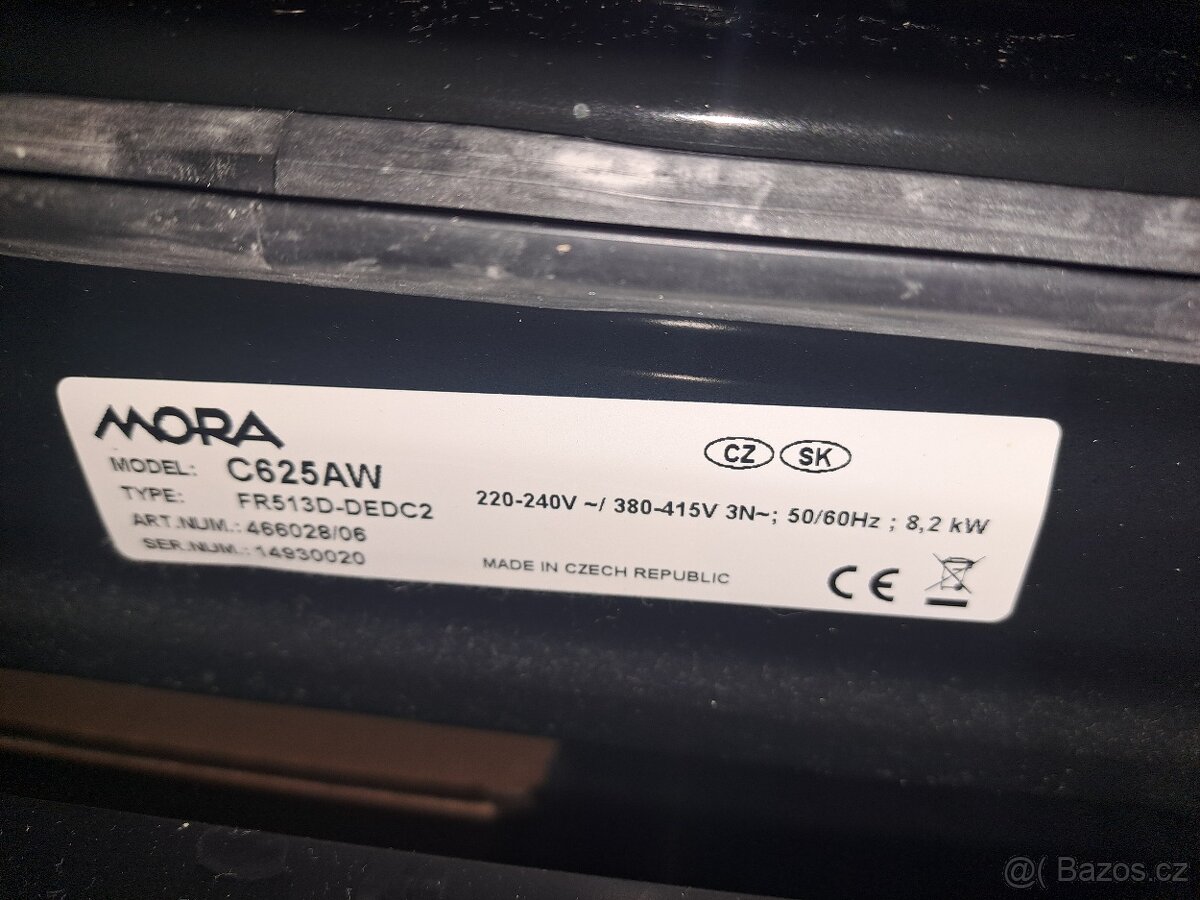 MORA
MODEL: C625AW
TYPE: FR513D-DEDC2
ART.NUM.: 466028/06
SER.NUM.: 14930020
CZ SK
220-240V ~/ 380-415V 3N~; 50/60Hz ; 8,2 kW
MADE IN CZECH REPUBLIC
CE
@( Bazos.cz